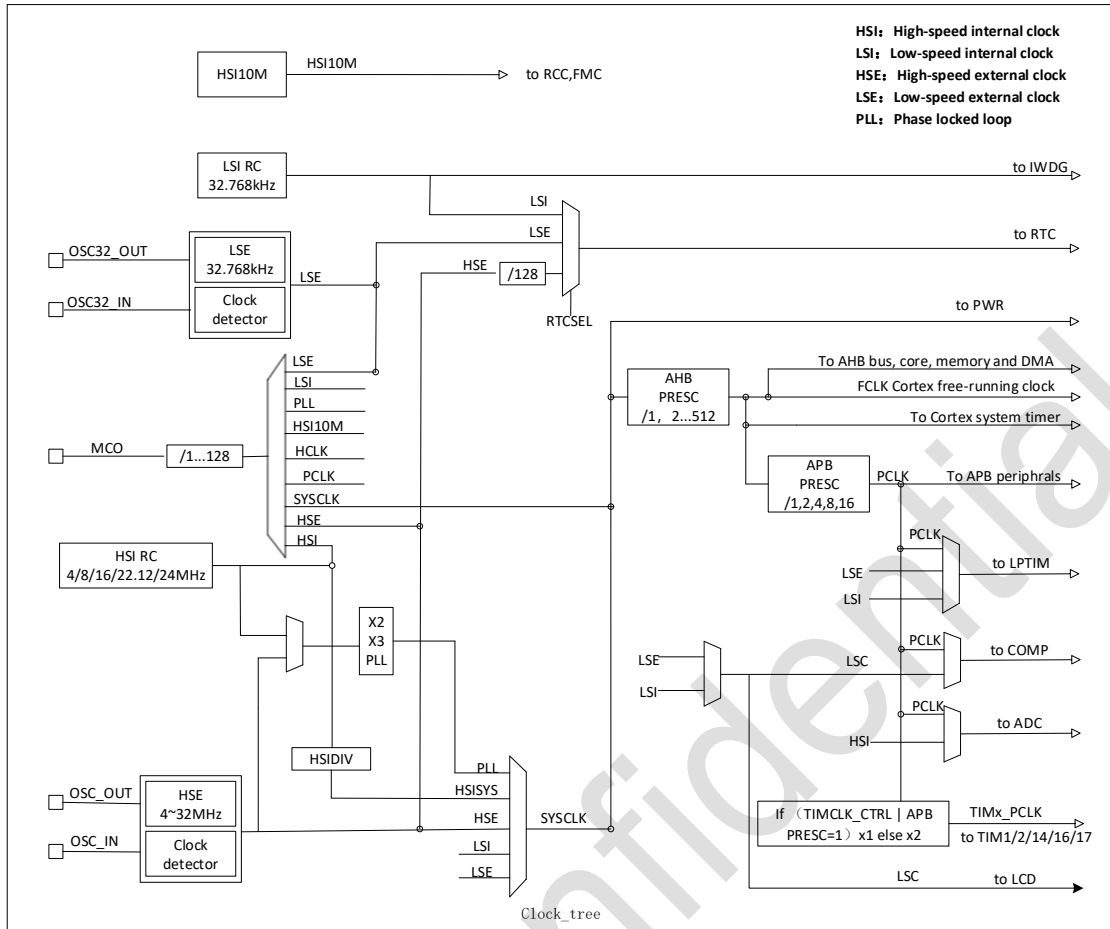 HSI：High-speed internal clock
LSI：Low-speed internal clock
HSE：High-speed external clock
LSE：Low-speed external clock
PLL：Phase locked loop
HSI10M
HSI10M
to RCC,FMC
LSI RC
32.768kHz
to IWDG
LSI
OSC32_OUT
LSE
32.768kHz
LSE
LSE
to RTC
HSE
/128
OSC32_IN
Clock
detector
RTCSEL
to PWR
LSE
LSI
PLL
HSI10M
HCLK
PCLK
SYSCLK
HSE
HSI
MCO
/1...128
AHB
PRESC
/1，2...512
To AHB bus, core, memory and DMA
FCLK Cortex free-running clock
To Cortex system timer
APB
PRESC
/1,2,4,8,16
PCLK
To APB periphrals
HSI RC
4/8/16/22.12/24MHz
PCLK
LSE
LSI
to LPTIM
X2
X3
PLL
LSE
LSI
LSC
PCLK
to COMP
PCLK
HSI
to ADC
HSIDIV
PLL
HSISYS
HSE
LSI
LSE
SYSCLK
OSC_OUT
HSE
4~32MHz
OSC_IN
Clock
detector
If （TIMCLK_CTRL | APB
PRESC=1）x1 else x2
TIMx_PCLK
to TIM1/2/14/16/17
LSC
to LCD
Clock_tree